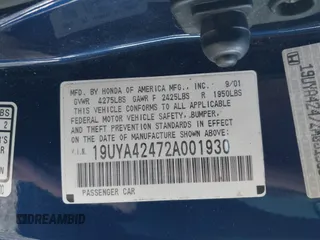 MFD. BY HONDA OF AMERICA MFG., INC. 9/01
GVWR 4275LBS GAWR F 2425LBS R 1950LBS
THIS VEHICLE CONFORMS TO ALL APPLICABLE
FEDERAL MOTOR VEHICLE SAFETY, BUMPER,
AND THEFT PREVENTION STANDARDS IN EFFECT
ON THE DATE OF MANUFACTURE SHOWN ABOVE.
V.I.N. 19UYA42472A001930
PASSENGER CAR
DREAMBID